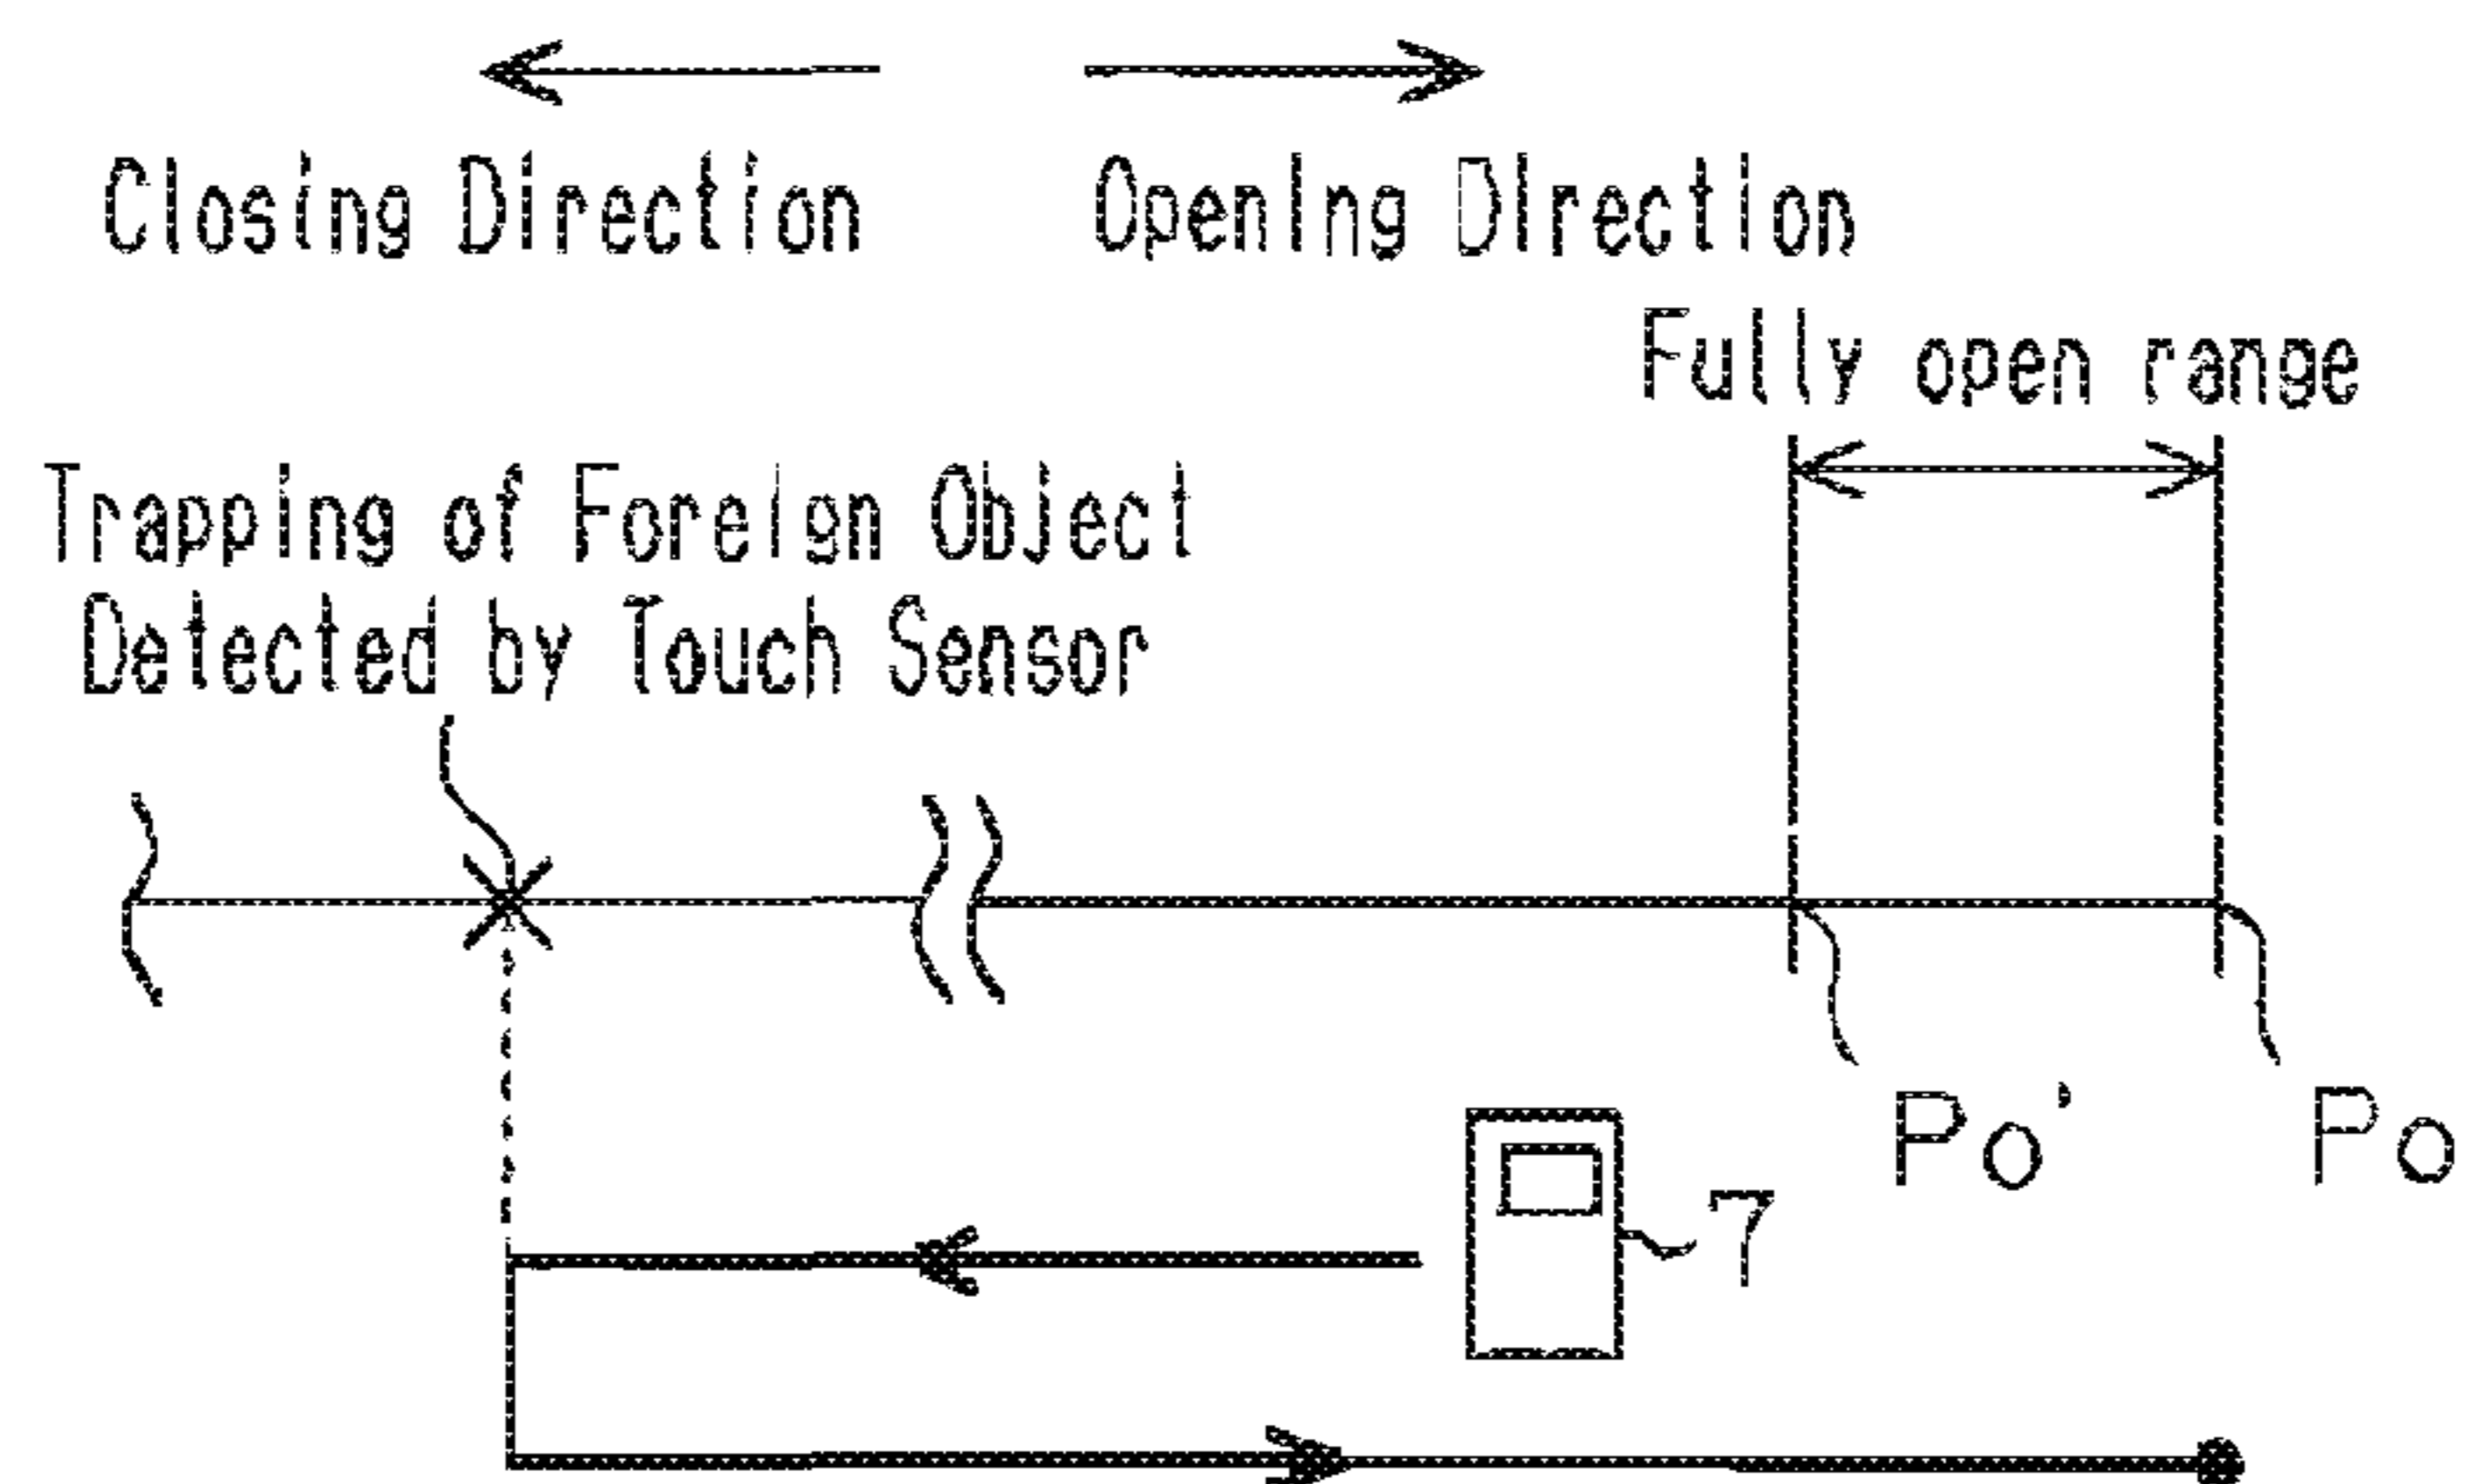 Closing Direction Opening Direction
Fully open range
Trapping of Foreign Object
Detected by Touch Sensor
Po' Po
7